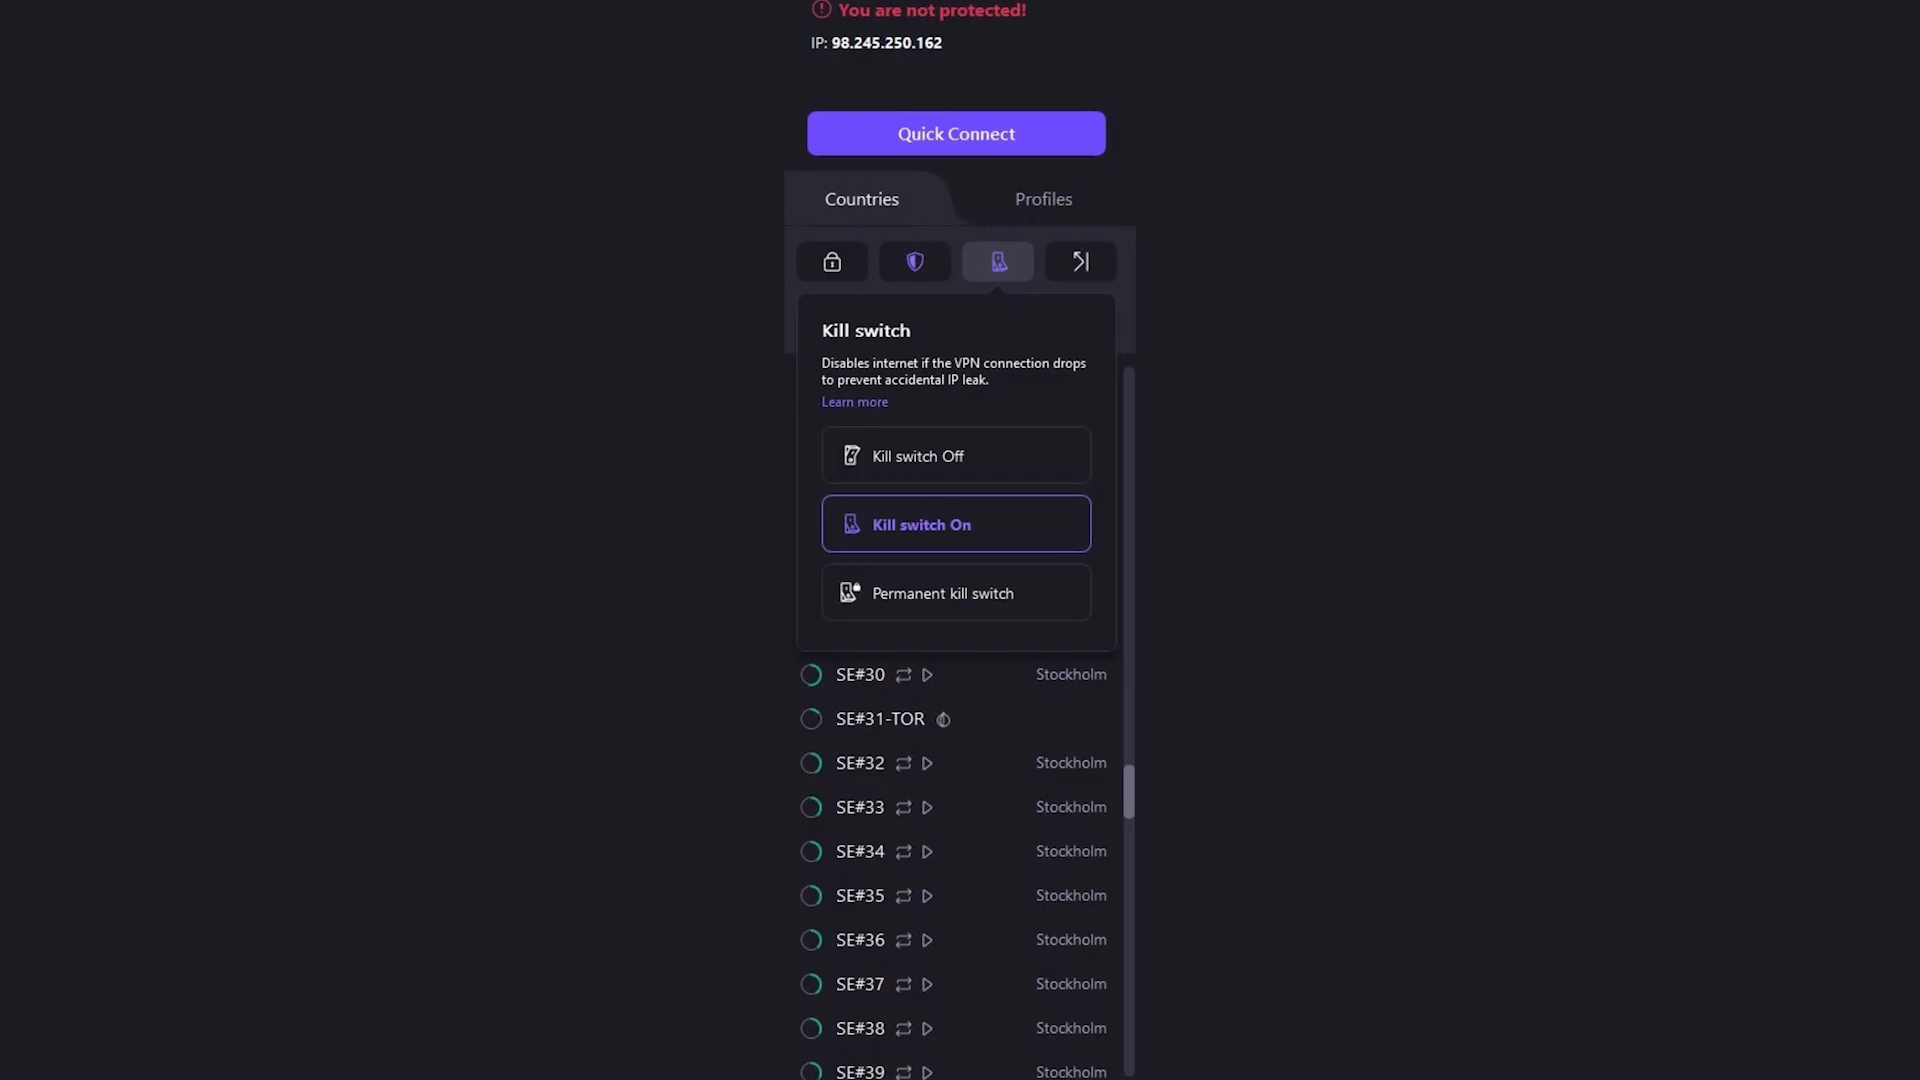 You are not protected!
IP: 98.245.250.162
Quick Connect
Countries
Profiles
Kill switch
Disables internet if the VPN connection drops
to prevent accidental IP leak.
Learn more
Kill switch Off
Kill switch On
Permanent kill switch
SE#30 Stockholm
SE#31-TOR
SE#32 Stockholm
SE#33 Stockholm
SE#34 Stockholm
SE#35 Stockholm
SE#36 Stockholm
SE#37 Stockholm
SE#38 Stockholm
SE#39 Stockholm